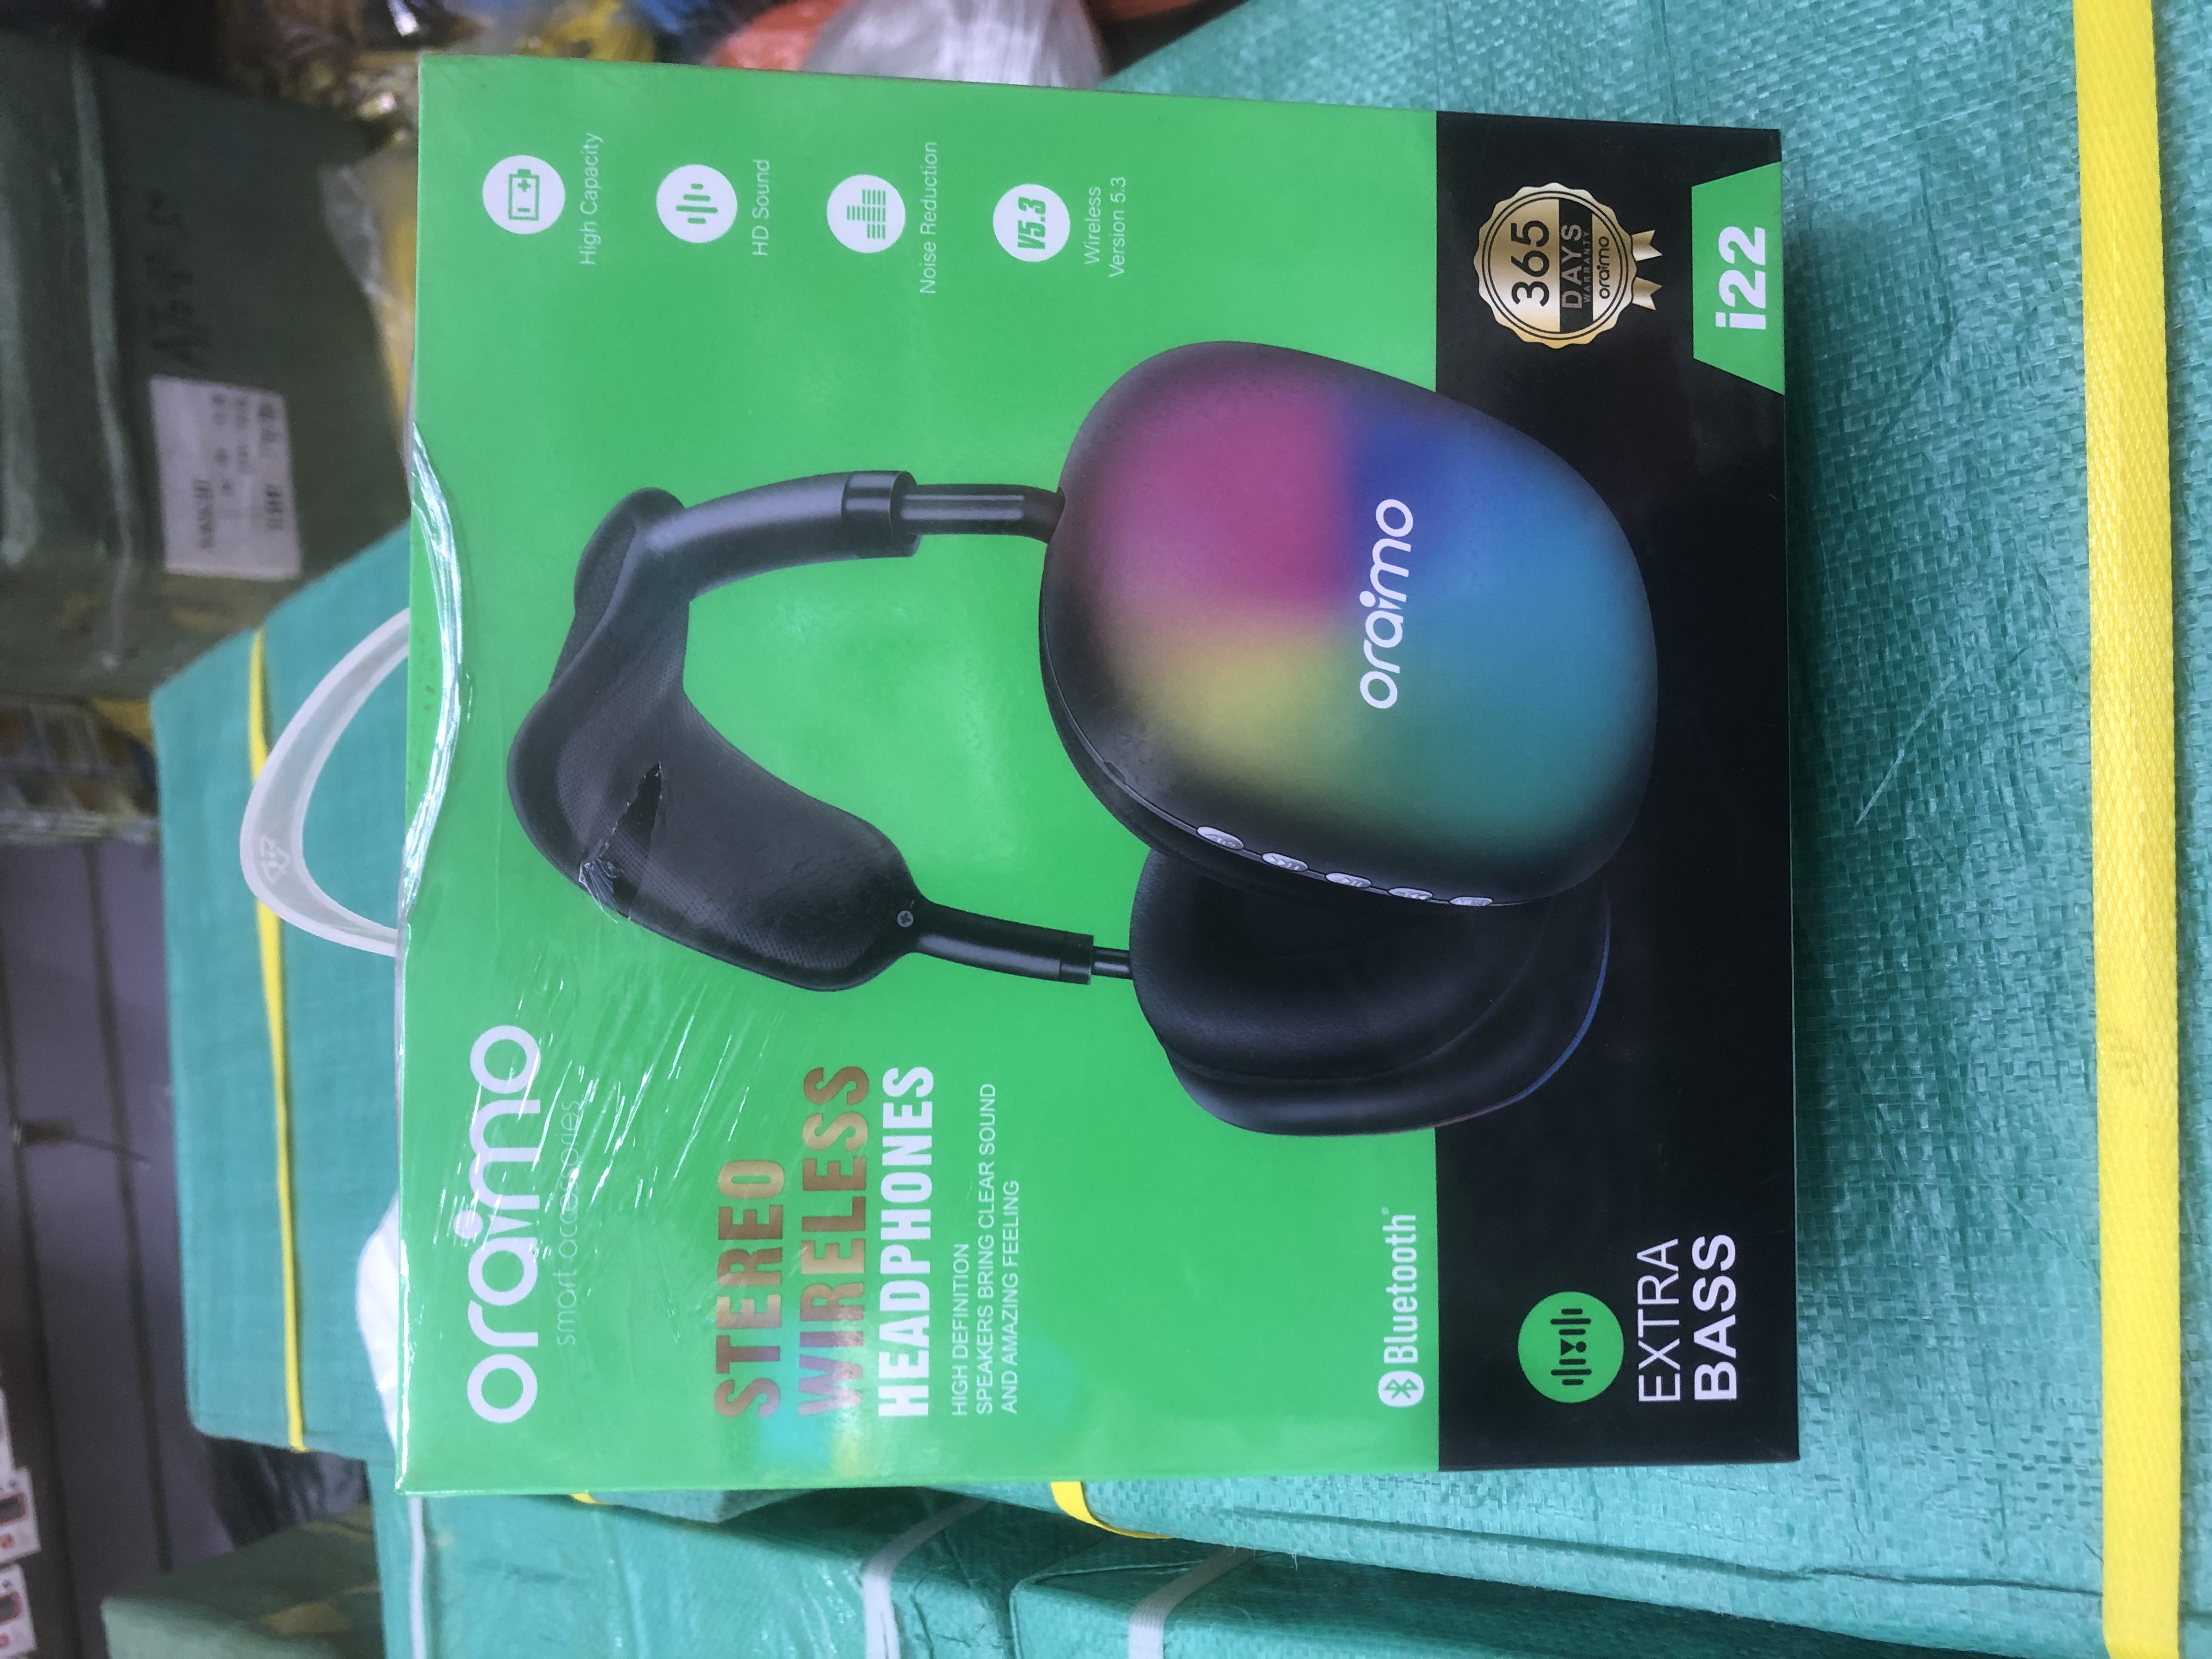 oraimo
smart accessories
STEREO
WIRELESS
HEADPHONES
HIGH DEFINITION
SPEAKERS BRING CLEAR SOUND
AND AMAZING FEELING
High Capacity
HD Sound
Noise Reduction
V5.3
Wireless
Version 5.3
oraimo
Bluetooth®
EXTRA
BASS
365
DAYS
WARRANTY
oraimo
i22